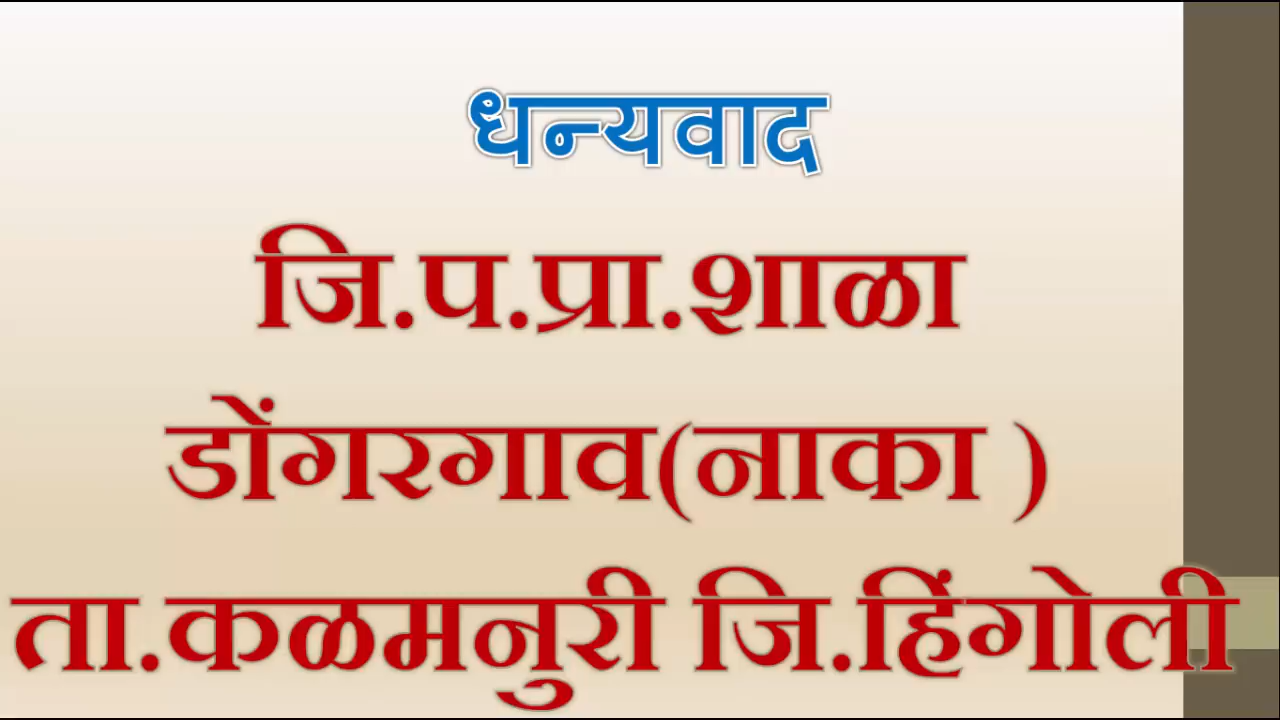 धन्यवाद
जि.प.प्रा.शाळा
डोंगरगाव(नाका )
ता.कळमनुरी जि.हिंगोली